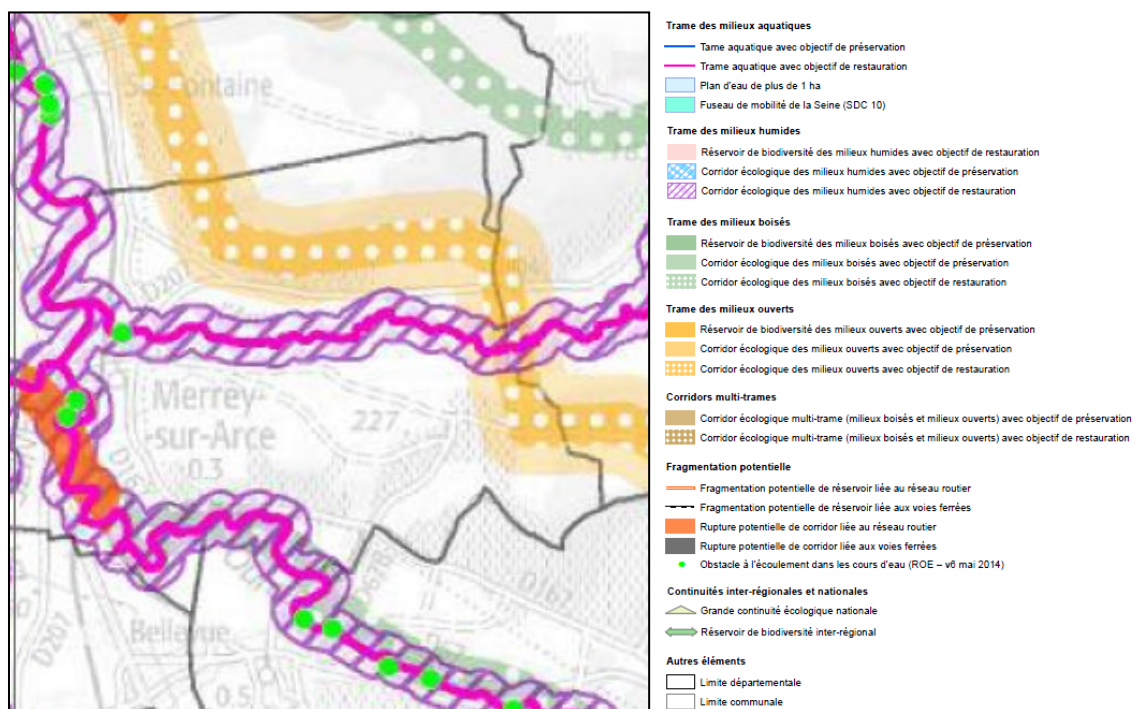 Fontaine
D207
Merrey-
-sur-Arce
0.3
227
Bellevue
0.5
Trame des milieux aquatiques
Tame aquatique avec objectif de préservation
Trame aquatique avec objectif de restauration
Plan d'eau de plus de 1 ha
Fuseau de mobilité de la Seine (SDC 10)
Trame des milieux humides
Réservoir de biodiversité des milieux humides avec objectif de restauration
Corridor écologique des milieux humides avec objectif de préservation
Corridor écologique des milieux humides avec objectif de restauration
Trame des milieux boisés
Réservoir de biodiversité des milieux boisés avec objectif de préservation
Corridor écologique des milieux boisés avec objectif de préservation
Corridor écologique des milieux boisés avec objectif de restauration
Trame des milieux ouverts
Réservoir de biodiversité des milieux ouverts avec objectif de préservation
Corridor écologique des milieux ouverts avec objectif de préservation
Corridor écologique des milieux ouverts avec objectif de restauration
Corridors multi-trames
Corridor écologique multi-trame (milieux boisés et milieux ouverts) avec objectif de préservation
Corridor écologique multi-trame (milieux boisés et milieux ouverts) avec objectif de restauration
Fragmentation potentielle
Fragmentation potentielle de réservoir liée au réseau routier
Fragmentation potentielle de réservoir liée aux voies ferrées
Rupture potentielle de corridor liée au réseau routier
Rupture potentielle de corridor liée aux voies ferrées
Obstacle à l'écoulement dans les cours d'eau (ROE – v6 mai 2014)
Continuités inter-régionales et nationales
Grande continuité écologique nationale
Réservoir de biodiversité inter-régional
Autres éléments
Limite départementale
Limite communale